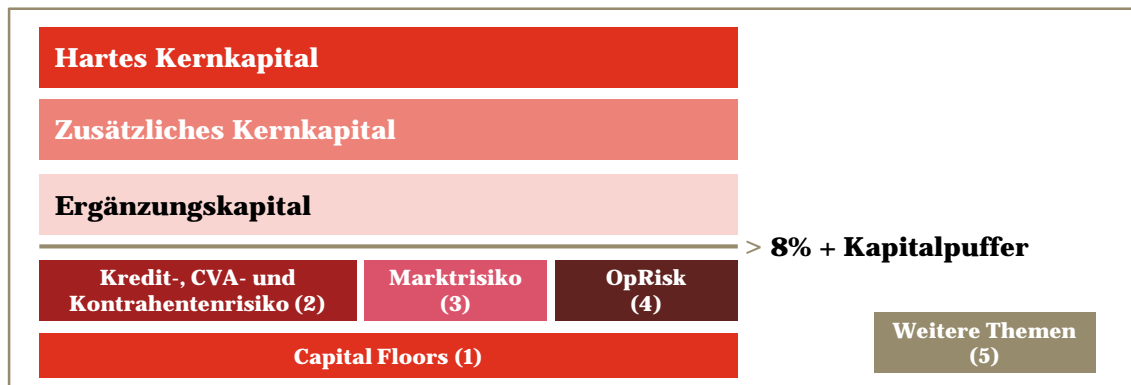 Hartes Kernkapital
Zusätzliches Kernkapital
Ergänzungskapital
> 8% + Kapitalpuffer
Kredit-, CVA- und
Kontrahentenrisiko (2)
Marktrisiko
(3)
OpRisk
(4)
Capital Floors (1)
Weitere Themen
(5)